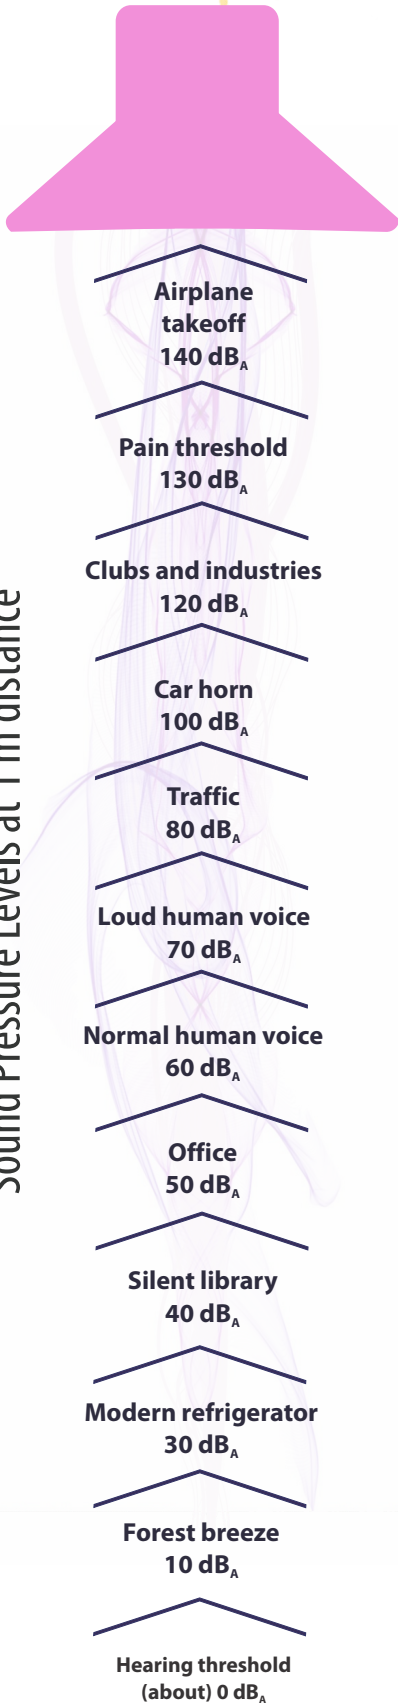 Sound Pressure Levels at 1 m distance
Airplane
takeoff
140 dBA
Pain threshold
130 dBA
Clubs and industries
120 dBA
Car horn
100 dBA
Traffic
80 dBA
Loud human voice
70 dBA
Normal human voice
60 dBA
Office
50 dBA
Silent library
40 dBA
Modern refrigerator
30 dBA
Forest breeze
10 dBA
Hearing threshold
(about) 0 dBA